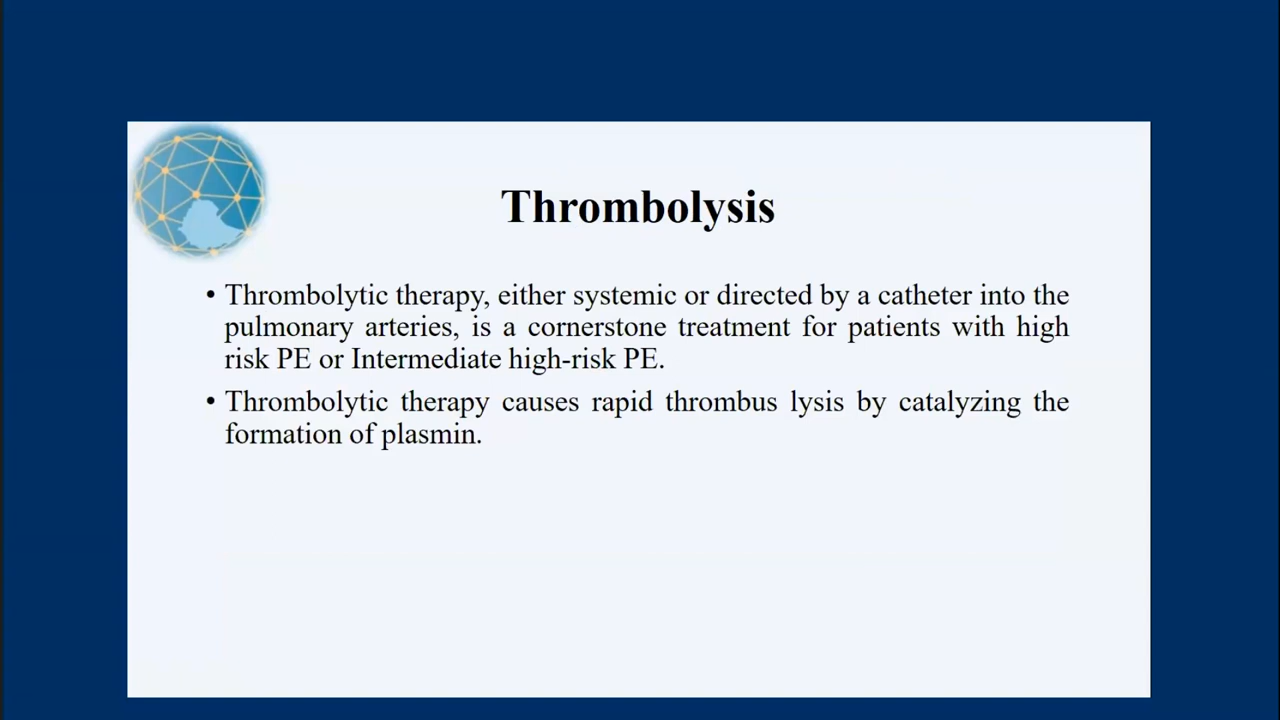 Thrombolysis
• Thrombolytic therapy, either systemic or directed by a catheter into the
pulmonary arteries, is a cornerstone treatment for patients with high
risk PE or Intermediate high-risk PE.
• Thrombolytic therapy causes rapid thrombus lysis by catalyzing the
formation of plasmin.